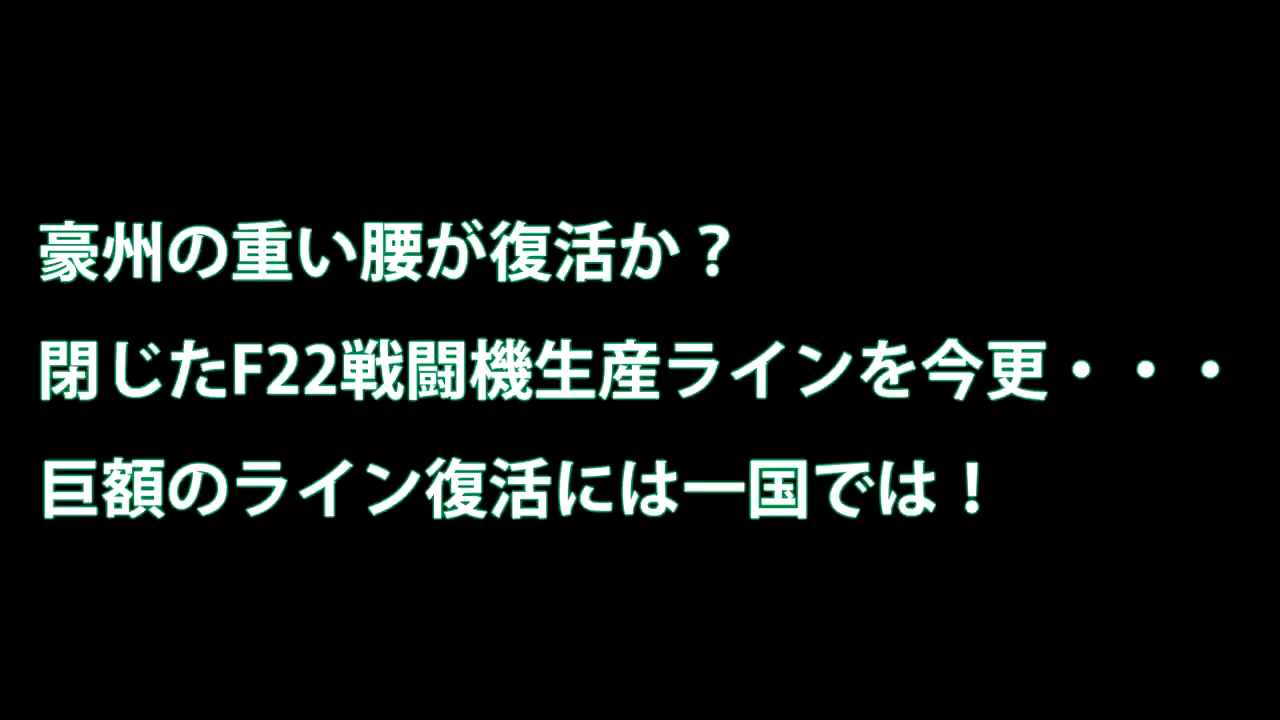 豪州の重い腰が復活か？
閉じたF22戦闘機生産ラインを今更・・・
巨額のライン復活には一国では！